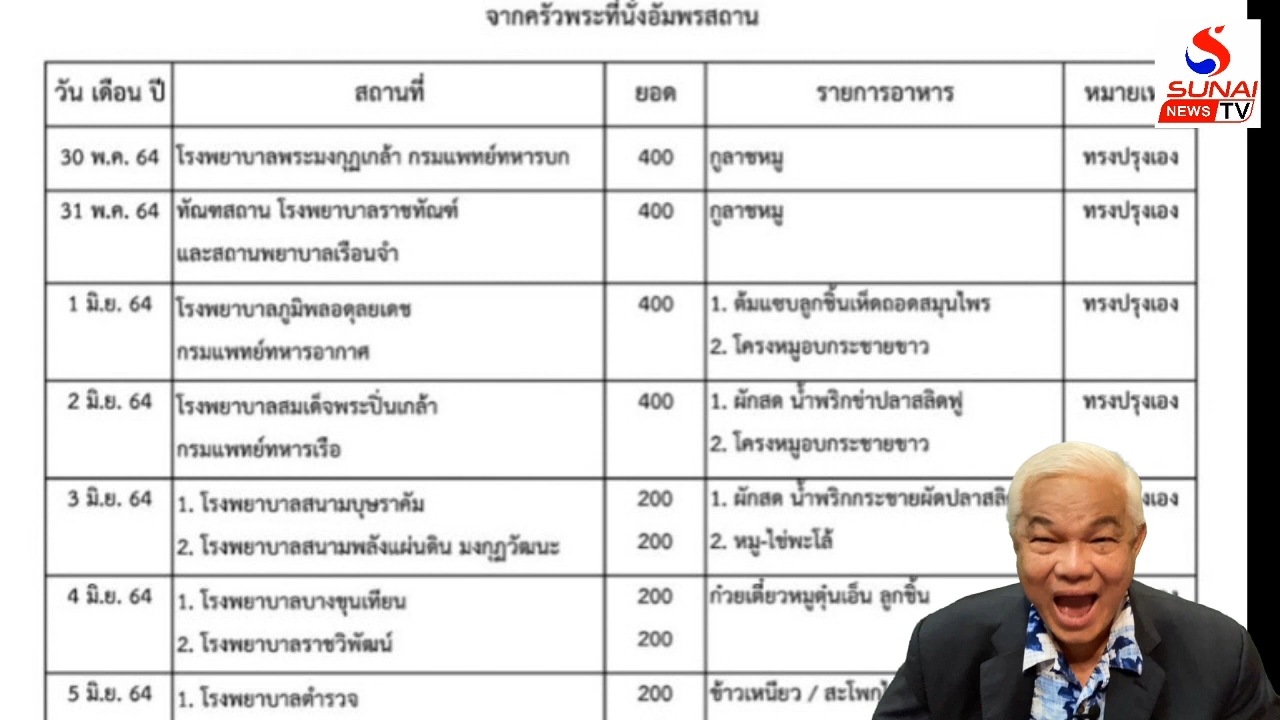 จากครัวพระที่นั่งอัมพรสถาน
SUNAI
NEWS TV
วัน เดือน ปี สถานที่ ยอด รายการอาหาร
30 พ.ค. 64 โรงพยาบาลพระมงกุฎเกล้า กรมแพทย์ทหารบก 400 กูลาชหมู ทรงปรุงเอง
31 พ.ค. 64 ทัณฑสถาน โรงพยาบาลราชทัณฑ์ 400 กูลาชหมู ทรงปรุงเอง
และสถานพยาบาลเรือนจำ
1 มิ.ย. 64 โรงพยาบาลภูมิพลอดุลยเดช 400 1. ต้มแซบลูกชิ้นเห็ดถอดสมุนไพร ทรงปรุงเอง
กรมแพทย์ทหารอากาศ 2. โครงหมูอบกระชายขาว
2 มิ.ย. 64 โรงพยาบาลสมเด็จพระปิ่นเกล้า 400 1. ผักสด น้ำพริกข่าปลาสลิดฟู ทรงปรุงเอง
กรมแพทย์ทหารเรือ 2. โครงหมูอบกระชายขาว
3 มิ.ย. 64 1. โรงพยาบาลสนามบุษราคัม 200 1. ผักสด
2. โรงพยาบาลสนามพลังแผ่นดิน มงกุฎวัฒนะ 200 2. หมู-ไข่พะโล้
4 มิ.ย. 64 1. โรงพยาบาลบางขุนเทียน 200 ก๋วยเตี๋ยวหมูตุ๋นเอ็น ลูกชิ้น
2. โรงพยาบาลราชวิพัฒน์ 200
5 มิ.ย. 64 1. โรงพยาบาลตำรวจ 200 ข้าวเหนียว /